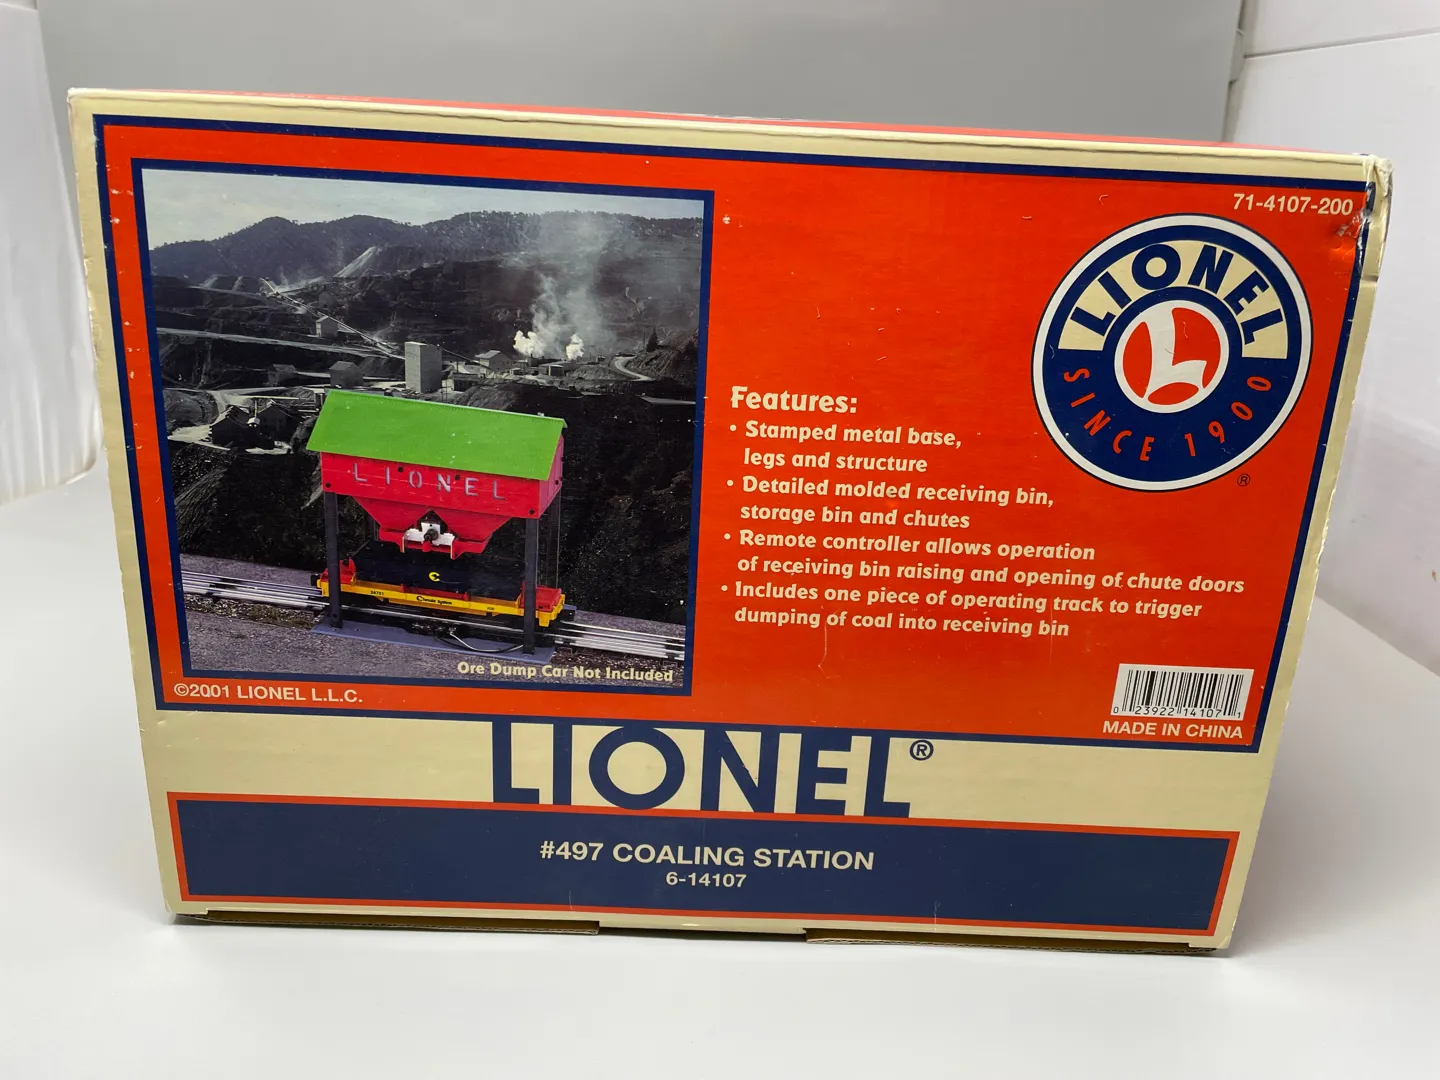 71-4107-200
LIONEL
L
SINCE 1900
®
Features:
• Stamped metal base,
legs and structure
• Detailed molded receiving bin,
storage bin and chutes
• Remote controller allows operation
of receiving bin raising and opening of chute doors
• Includes one piece of operating track to trigger
dumping of coal into receiving bin
LIONEL
Chessie System
Ore Dump Car Not Included
©2001 LIONEL L.L.C.
0 23922 14107 1
MADE IN CHINA
LIONEL®
#497 COALING STATION
6-14107